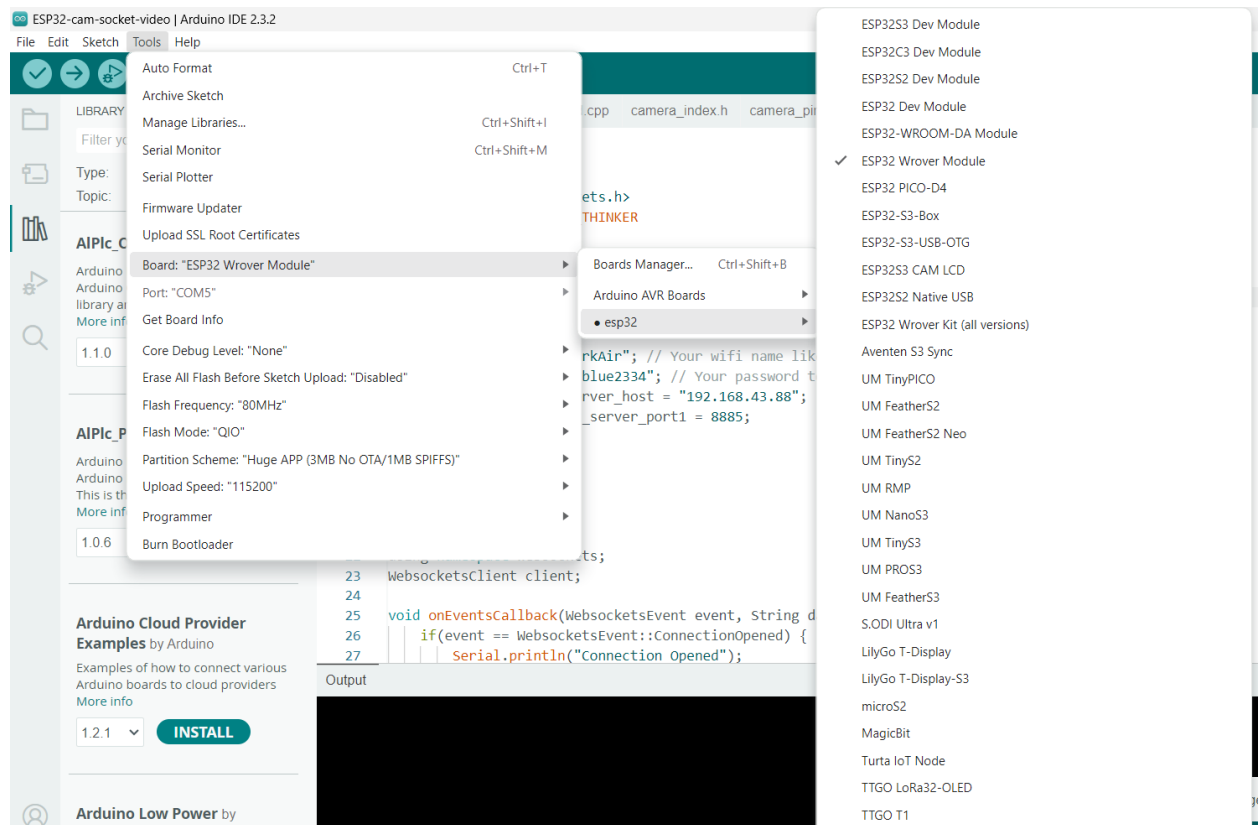 ESP32-cam-socket-video | Arduino IDE 2.3.2
File Edit Sketch Tools Help
Auto Format Ctrl+T
Archive Sketch
Manage Libraries... Ctrl+Shift+I
Serial Monitor Ctrl+Shift+M
Serial Plotter
Firmware Updater
Upload SSL Root Certificates
Board: "ESP32 Wrover Module"
Port: "COM5"
Get Board Info
Core Debug Level: "None"
Erase All Flash Before Sketch Upload: "Disabled"
Flash Frequency: "80MHz"
Flash Mode: "QIO"
Partition Scheme: "Huge APP (3MB No OTA/1MB SPIFFS)"
Upload Speed: "115200"
Programmer
Burn Bootloader
Boards Manager... Ctrl+Shift+B
Arduino AVR Boards
● esp32
ESP32S3 Dev Module
ESP32C3 Dev Module
ESP32S2 Dev Module
ESP32 Dev Module
ESP32-WROOM-DA Module
✓ ESP32 Wrover Module
ESP32 PICO-D4
ESP32-S3-Box
ESP32-S3-USB-OTG
ESP32S3 CAM LCD
ESP32S2 Native USB
ESP32 Wrover Kit (all versions)
Aventen S3 Sync
UM TinyPICO
UM FeatherS2
UM FeatherS2 Neo
UM TinyS2
UM RMP
UM NanoS3
UM TinyS3
UM PROS3
UM FeatherS3
S.ODI Ultra v1
LilyGo T-Display
LilyGo T-Display-S3
microS2
MagicBit
Turta IoT Node
TTGO LoRa32-OLED
TTGO T1
LIBRARY
Filter yo
Type:
Topic:
AlPlc_O
Arduino
Arduino
library a
More inf
1.1.0
AlPlc_P
Arduino
Arduino
This is th
More inf
1.0.6
Arduino Cloud Provider
Examples by Arduino
Examples of how to connect various
Arduino boards to cloud providers
More info
1.2.1 INSTALL
Arduino Low Power by
.cpp camera_index.h camera_pi
ets.h>
THINKER
rkAir"; // Your wifi name lik
blue2334"; // Your password t
rver_host = "192.168.43.88";
_server_port1 = 8885;
ts;
23 WebsocketsClient client;
24
25 void onEventsCallback(WebsocketsEvent event, String d
26 if(event == WebsocketsEvent::ConnectionOpened) {
27 Serial.println("Connection Opened");
Output